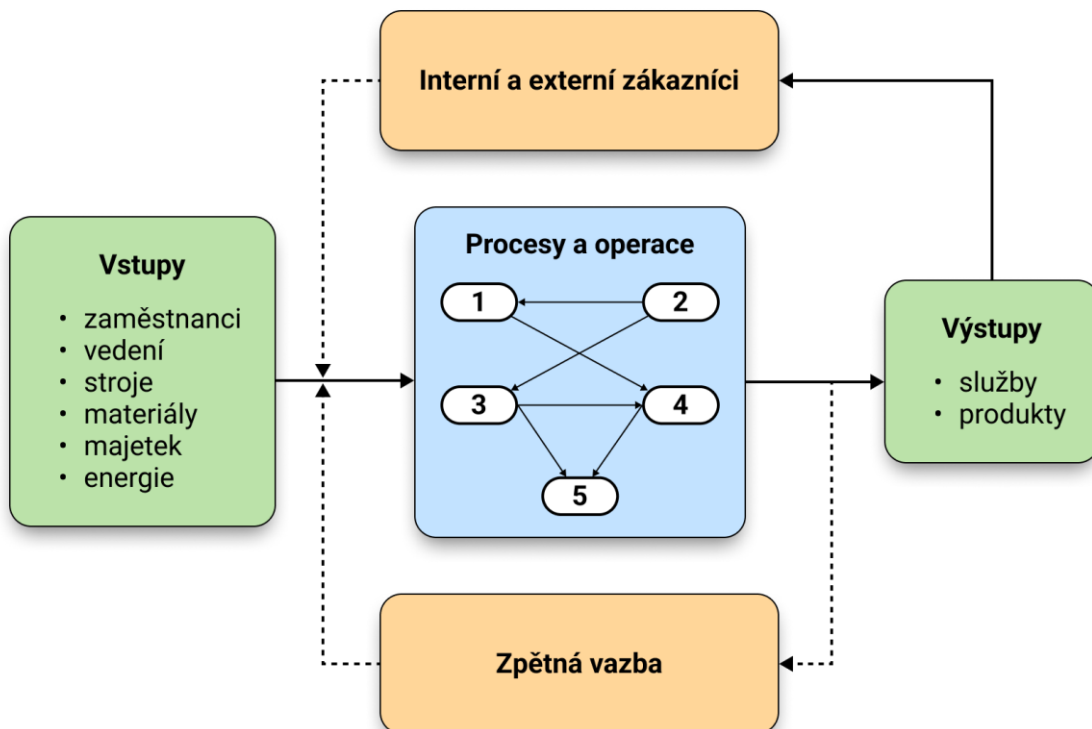 Interní a externí zákazníci
Vstupy
• zaměstnanci
• vedení
• stroje
• materiály
• majetek
• energie
Procesy a operace
1
2
3
4
5
Výstupy
• služby
• produkty
Zpětná vazba